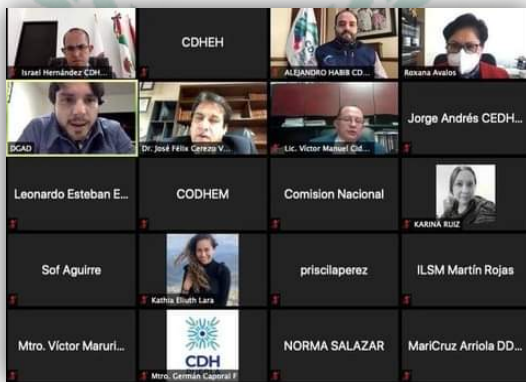 Israel Hernández CDH...
CDHEH
ALEJANDRO HABIB CD...
Roxana Avalos
DGAD
Dr. José Félix Cerezo V...
Lic. Víctor Manuel Cid...
Jorge Andrés CEDH...
Leonardo Esteban E...
CODHEM
Comision Nacional
KARINA RUIZ
Sof Aguirre
Kathia Eliuth Lara
priscilaperez
ILSM Martín Rojas
Mtro. Víctor Maruri...
CDH
Mtro. Germán Caporal F
NORMA SALAZAR
MariCruz Arriola DD...